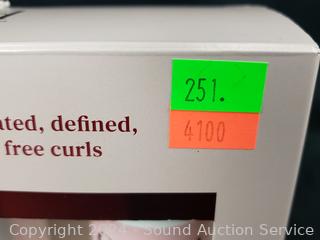 251.
4100
ated, defined,
free curls
Copyright 2024 - Sound Auction Service